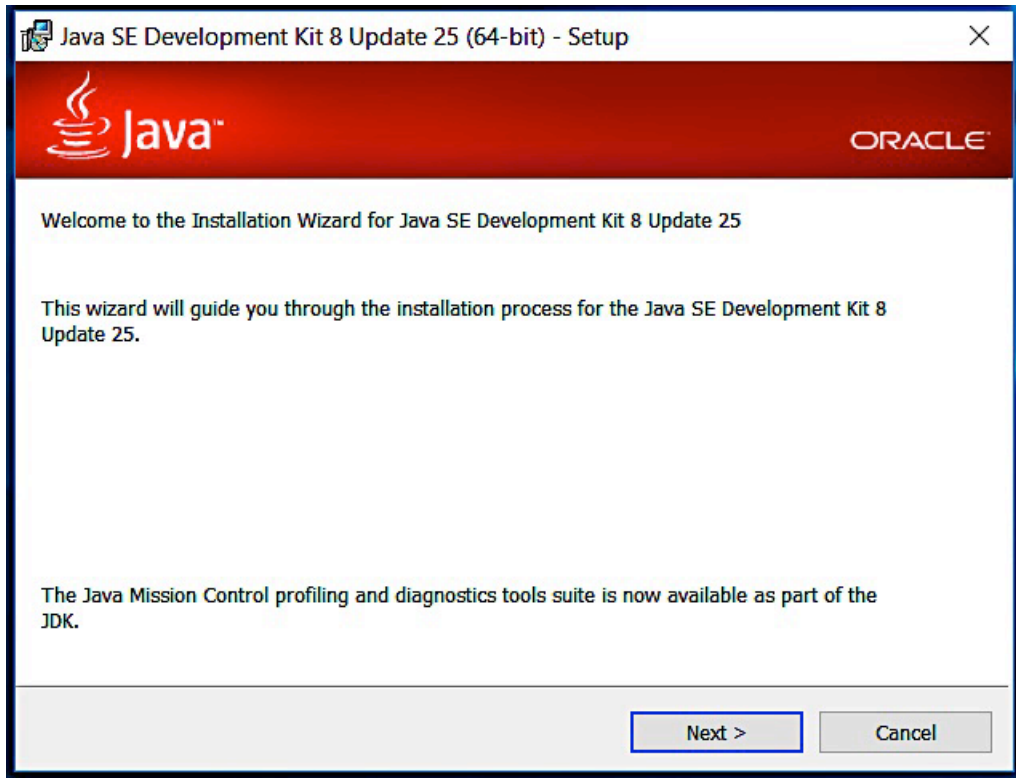 Java SE Development Kit 8 Update 25 (64-bit) - Setup
Java™
ORACLE
Welcome to the Installation Wizard for Java SE Development Kit 8 Update 25
This wizard will guide you through the installation process for the Java SE Development Kit 8
Update 25.
The Java Mission Control profiling and diagnostics tools suite is now available as part of the
JDK.
Next >
Cancel